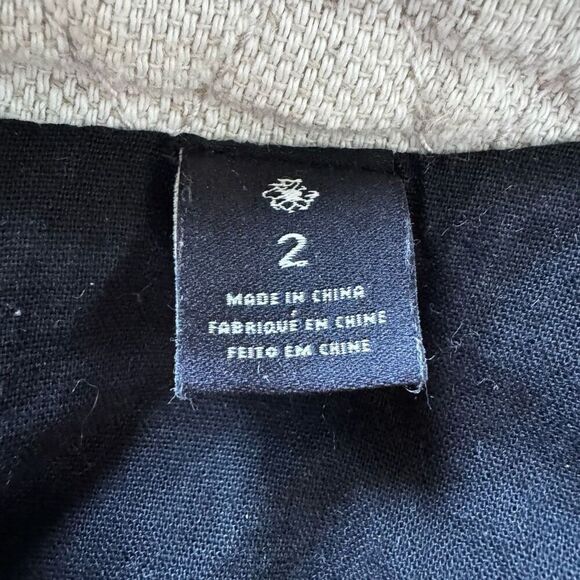 2
MADE IN CHINA
FABRIQUÉ EN CHINE
FEITO EM CHINE